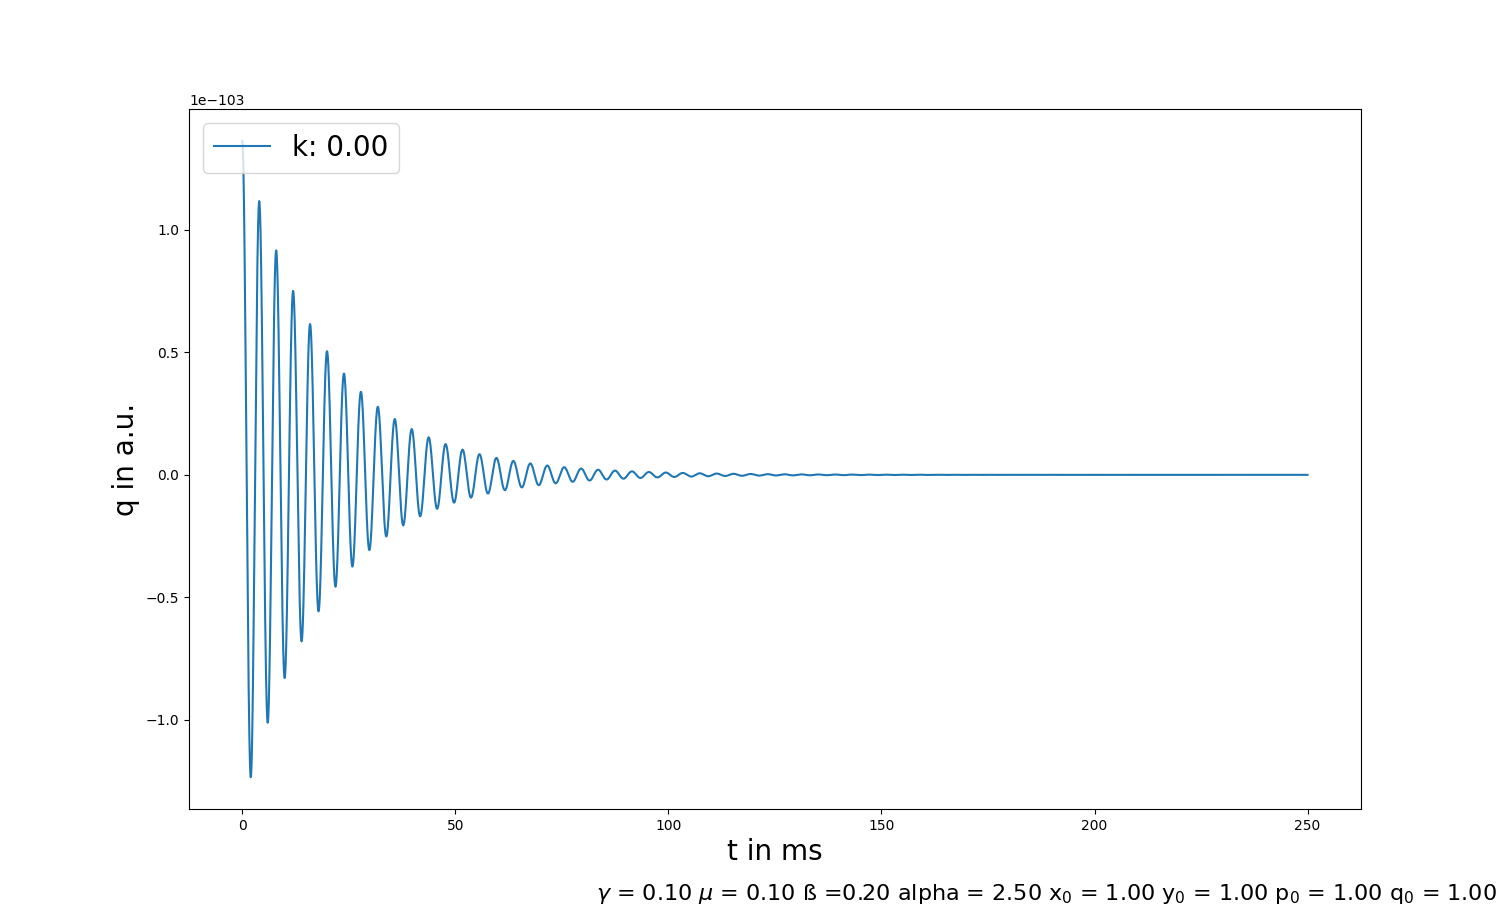 1e−103
k: 0.00
1.0
0.5
0.0
−0.5
−1.0
q in a.u.
0
50
100
150
200
250
t in ms
γ = 0.10 μ = 0.10 ß =0.20 alpha = 2.50 x₀ = 1.00 y₀ = 1.00 p₀ = 1.00 q₀ = 1.00